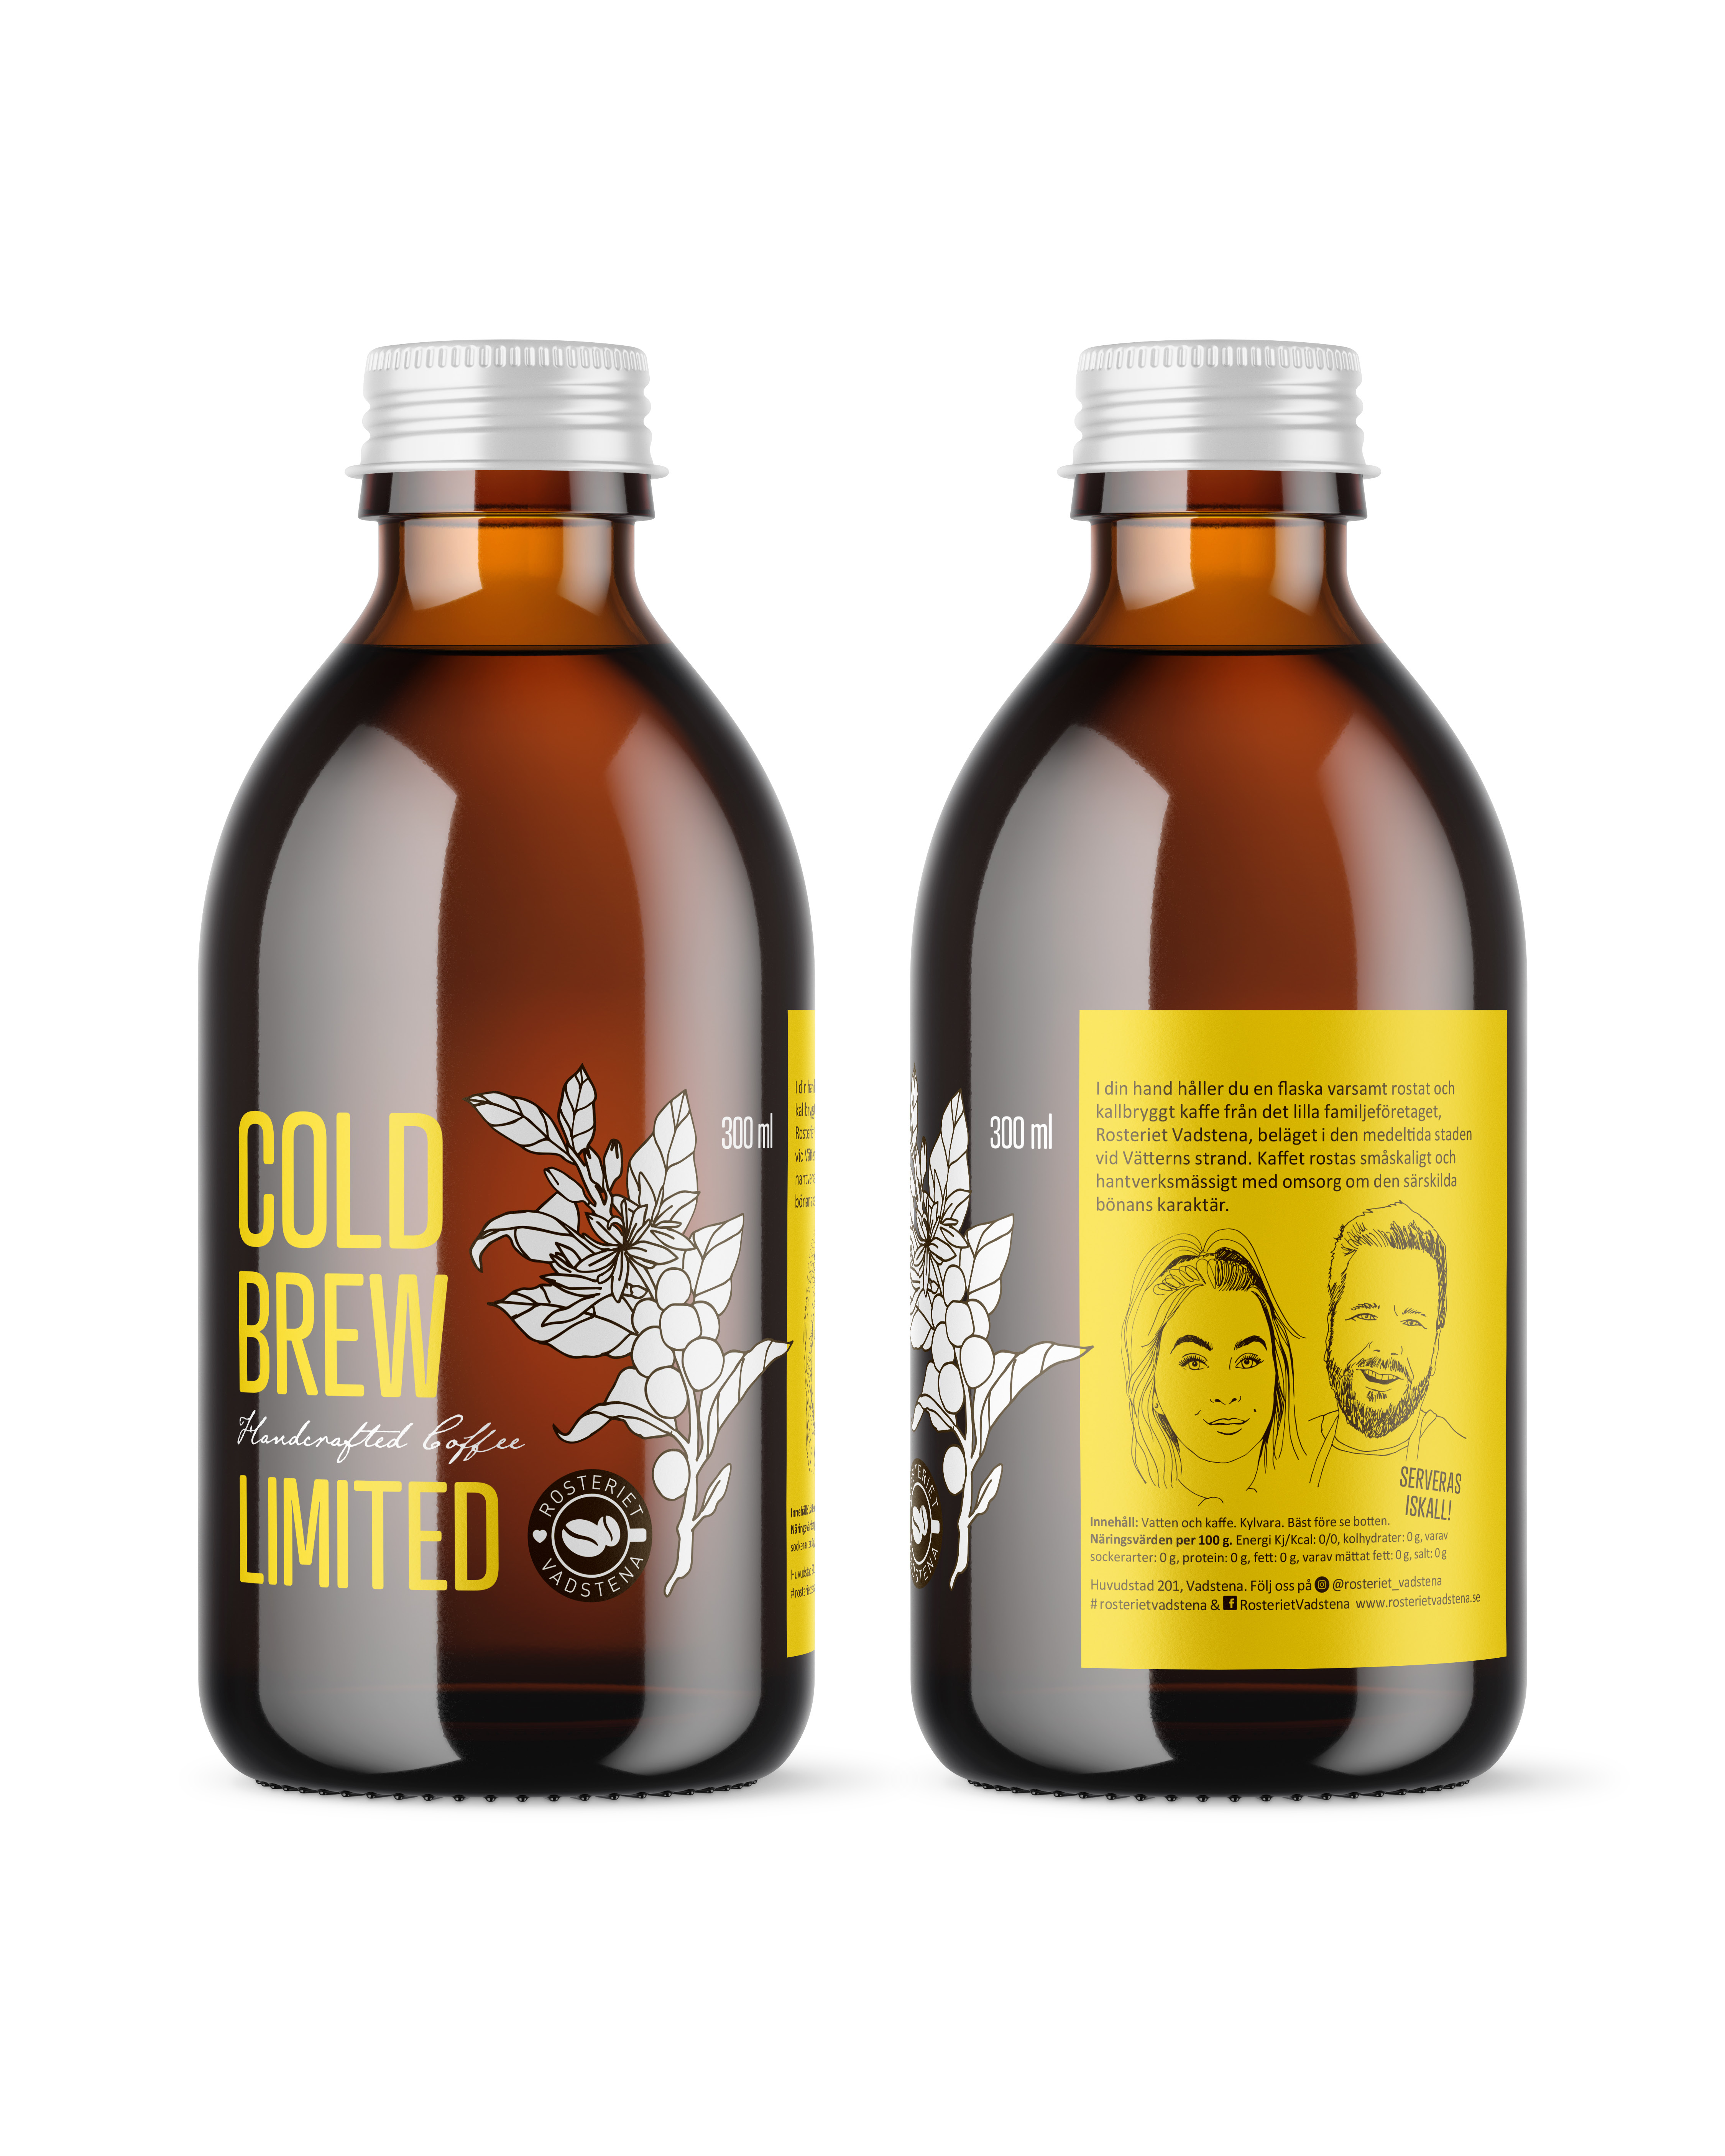 COLD
BREW
Handcrafted Coffee
LIMITED
300 ml
ROSTERIET
VADSTENA
300 ml
I din hand håller du en flaska varsamt rostat och
kallbryggt kaffe från det lilla familjeföretaget,
Rosteriet Vadstena, beläget i den medeltida staden
vid Vätterns strand. Kaffet rostas småskaligt och
hantverksmässigt med omsorg om den särskilda
bönans karaktär.
SERVERAS
ISKALL!
Innehåll: Vatten och kaffe. Kylvara. Bäst före se botten.
Näringsvärden per 100 g. Energi Kj/Kcal: 0/0, kolhydrater: 0 g, varav
sockerarter: 0 g, protein: 0 g, fett: 0 g, varav mättat fett: 0 g, salt: 0 g
Huvudstad 201, Vadstena. Följ oss på @rosteriet_vadstena
#rosterietvadstena & RosterietVadstena www.rosterietvadstena.se